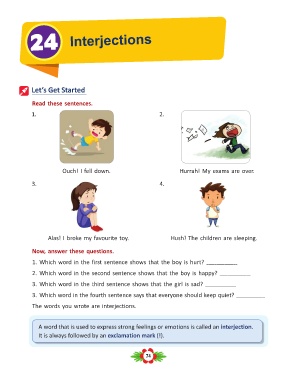 24 Interjections
Let's Get Started
Read these sentences.
1. 2.
Ouch! I fell down. Hurrah! My exams are over.
3. 4.
Alas! I broke my favourite toy. Hush! The children are sleeping.
Now, answer these questions.
1. Which word in the first sentence shows that the boy is hurt? __________
2. Which word in the second sentence shows that the boy is happy? __________
3. Which word in the third sentence shows that the girl is sad? __________
3. Which word in the fourth sentence says that everyone should keep quiet? __________
The words you wrote are interjections.
A word that is used to express strong feelings or emotions is called an interjection.
It is always followed by an exclamation mark (!).
74